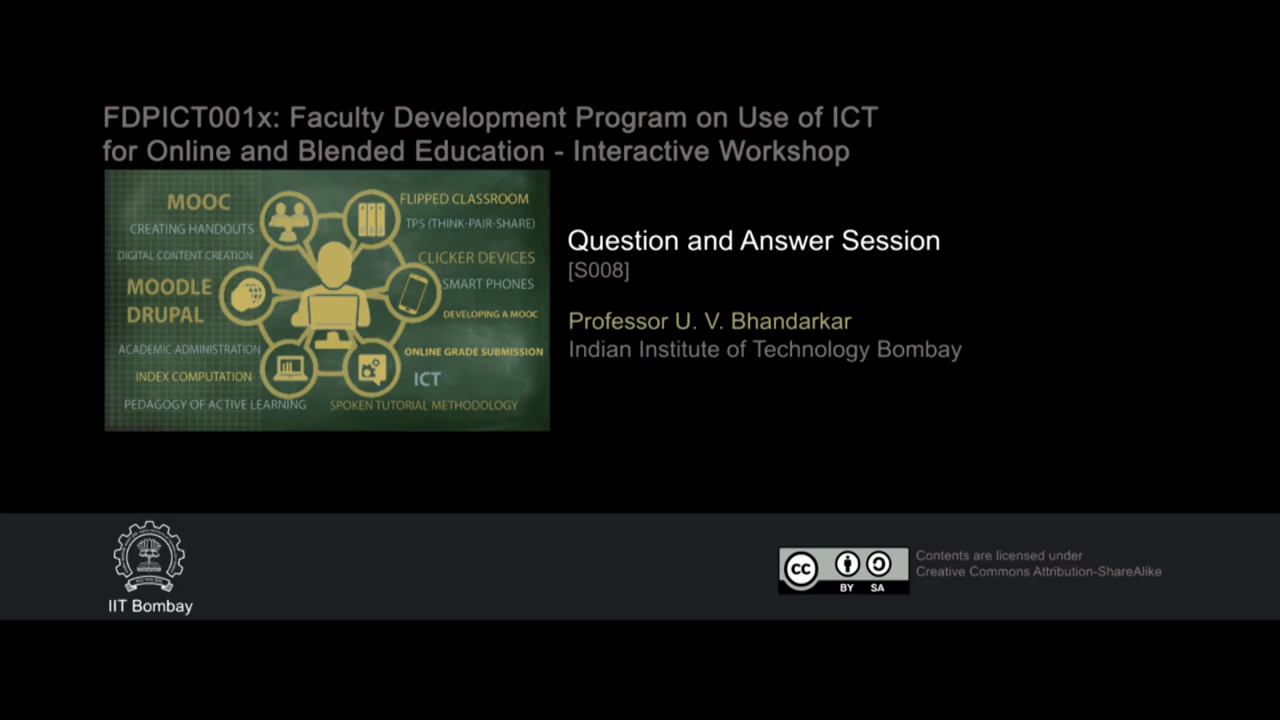 FDPICT001x: Faculty Development Program on Use of ICT
for Online and Blended Education - Interactive Workshop
MOOC
CREATING HANDOUTS
DIGITAL CONTENT CREATION
MOODLE
DRUPAL
ACADEMIC ADMINISTRATION
INDEX COMPUTATION
PEDAGOGY OF ACTIVE LEARNING
FLIPPED CLASSROOM
TPS (THINK-PAIR-SHARE)
CLICKER DEVICES
SMART PHONES
DEVELOPING A MOOC
ONLINE GRADE SUBMISSION
ICT
SPOKEN TUTORIAL METHODOLOGY
Question and Answer Session
[S008]
Professor U. V. Bhandarkar
Indian Institute of Technology Bombay
IIT Bombay
cc
BY SA
Contents are licensed under
Creative Commons Attribution-ShareAlike